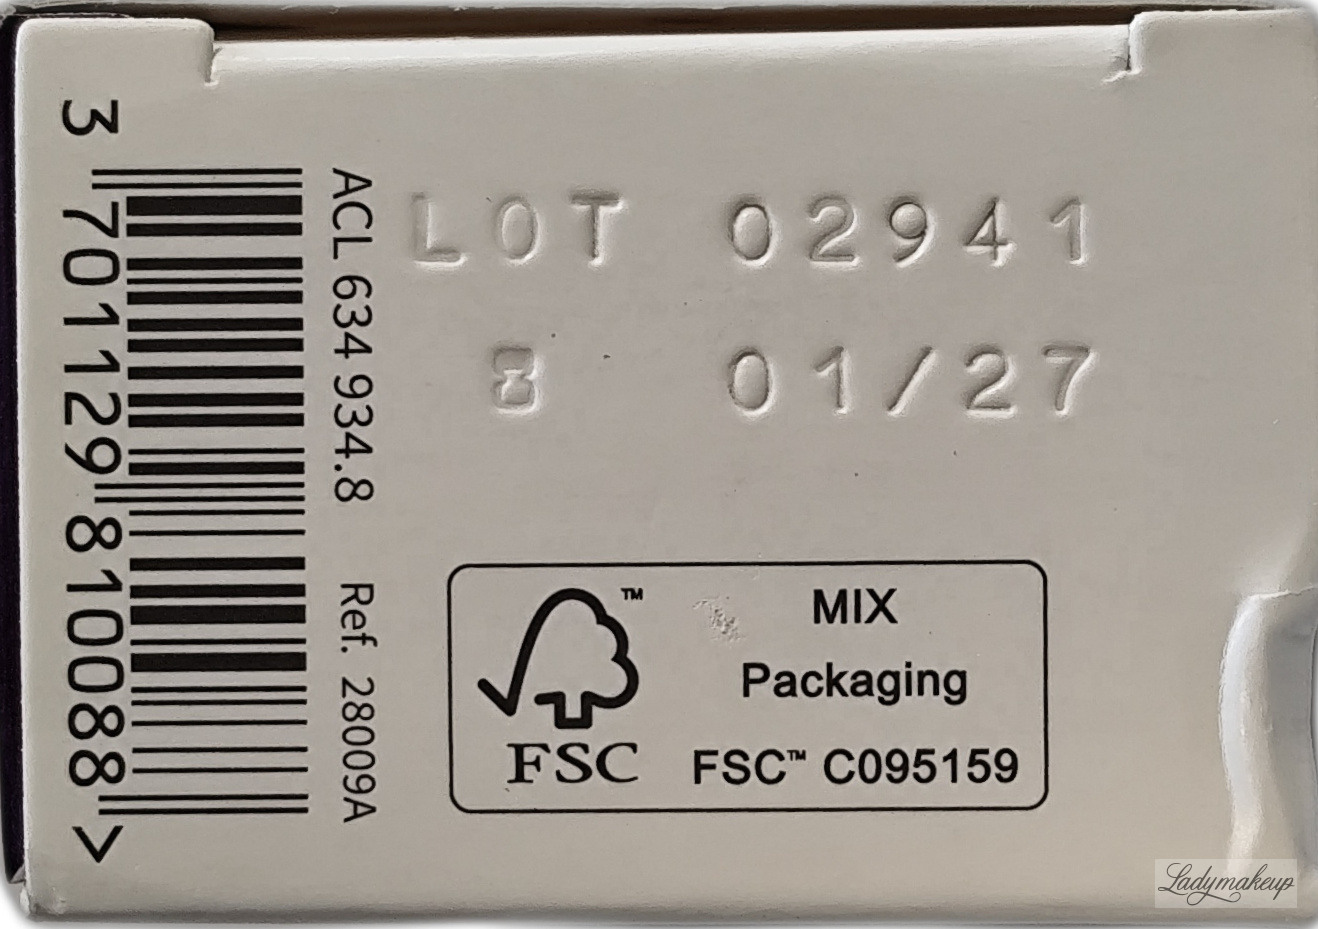 3 701129 810088 >
ACL 634 934.8 Ref. 28009A
LOT 02941
8 01/27
™
FSC
MIX
Packaging
FSC™ C095159
Ladymakeup